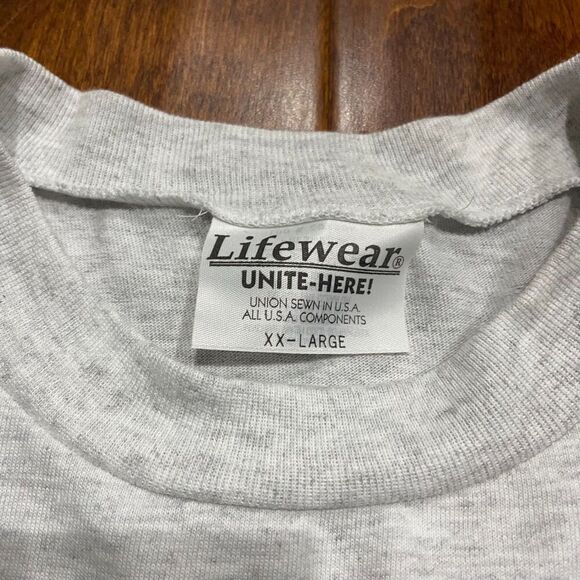 Lifewear®
UNITE-HERE!
UNION SEWN IN U.S.A.
ALL U.S.A. COMPONENTS
XX-LARGE